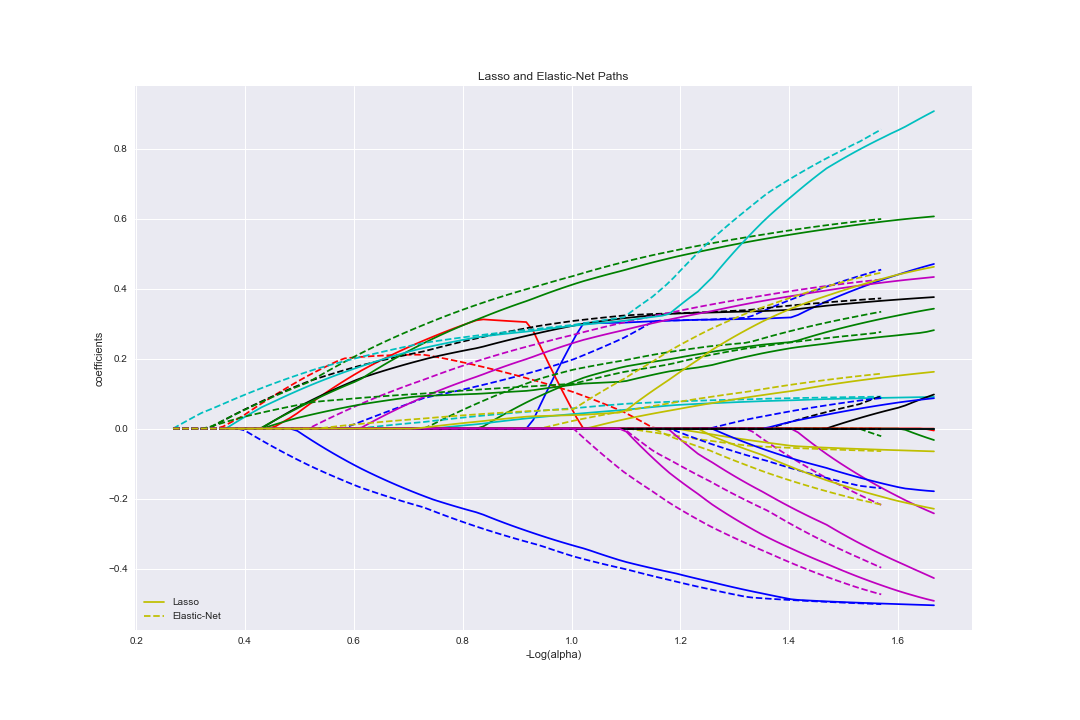 Lasso and Elastic-Net Paths
coefficients
0.8
0.6
0.4
0.2
0.0
−0.2
−0.4
Lasso
Elastic-Net
0.2 0.4 0.6 0.8 1.0 1.2 1.4 1.6
-Log(alpha)